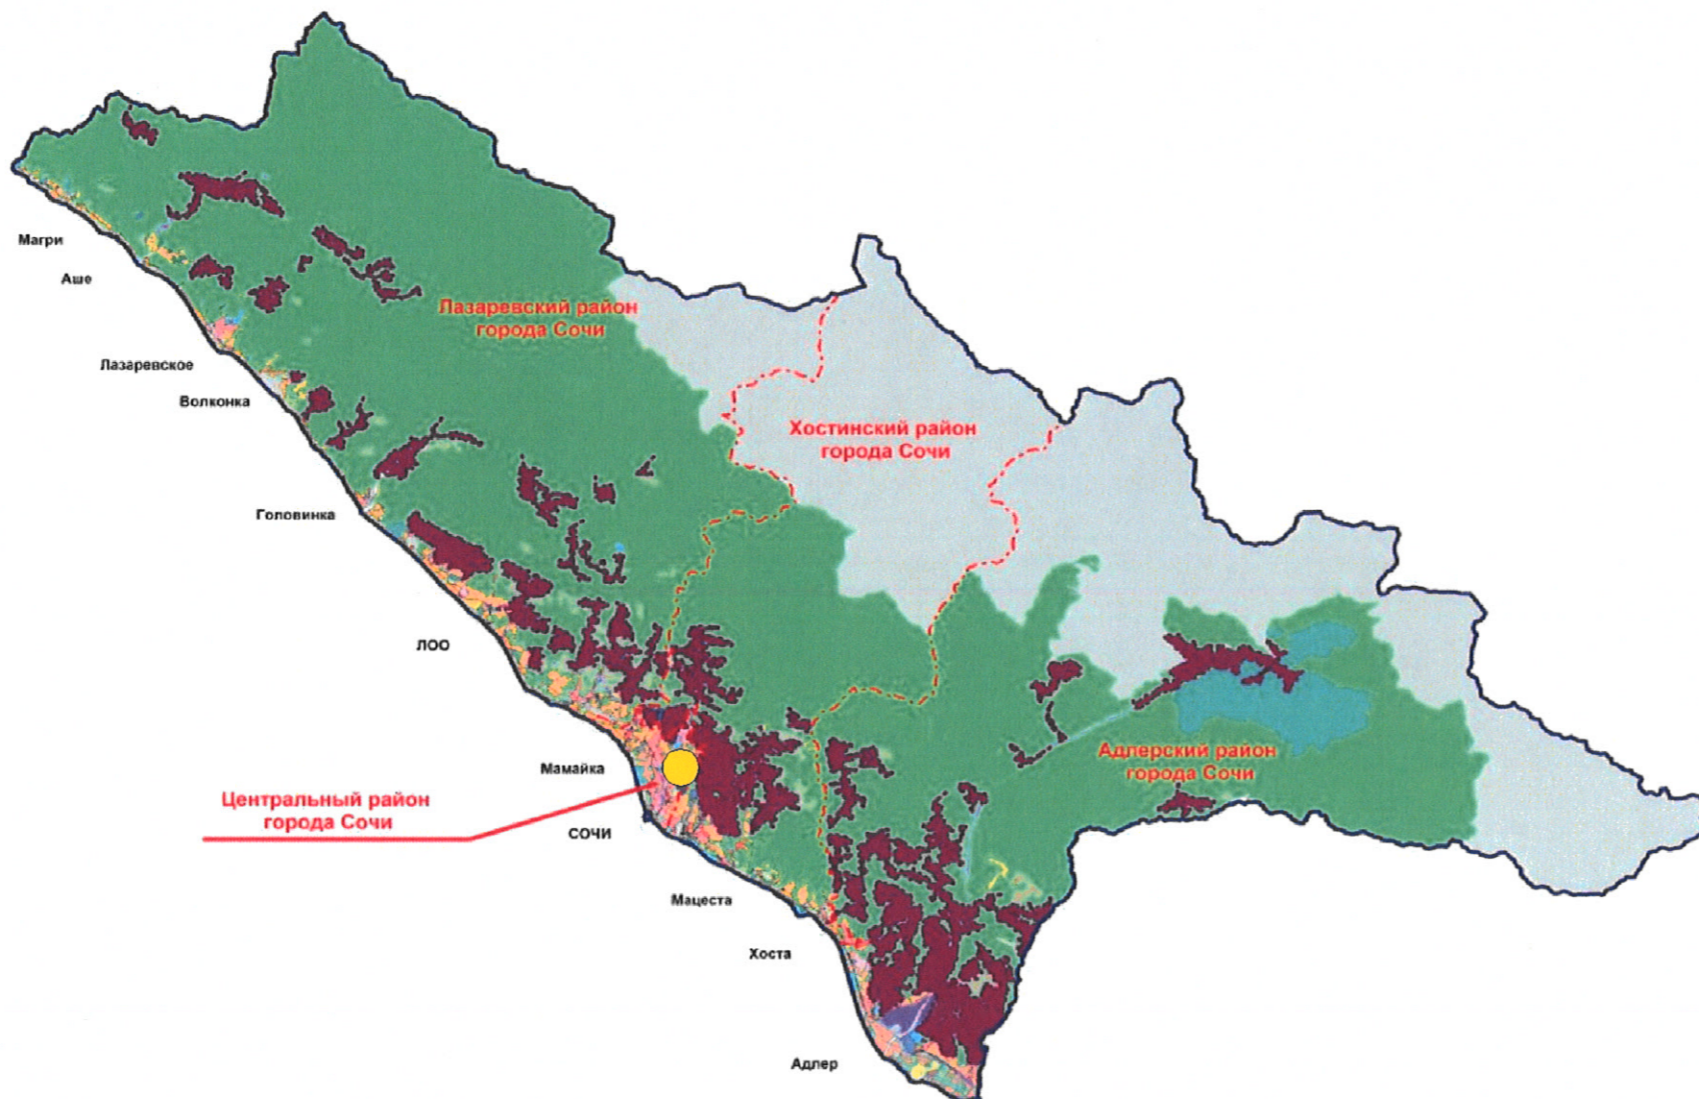 Магри
Аше
Лазаревский район
города Сочи
Лазаревское
Волконка
Хостинский район
города Сочи
Головинка
ЛОО
Адлерский район
города Сочи
Мамайка
Центральный район
города Сочи
СОЧИ
Мацеста
Хоста
Адлер